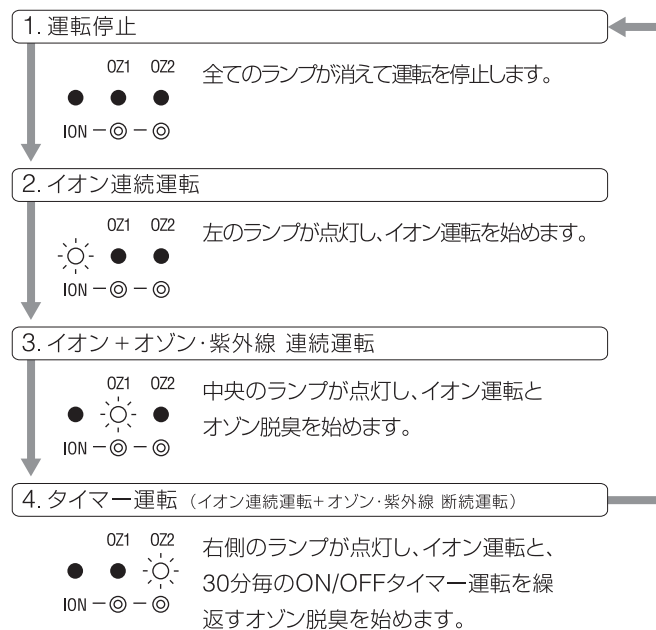 1. 運転停止
OZ1 OZ2
全てのランプが消えて運転を停止します。
ION − ◎ − ◎
2. イオン連続運転
OZ1 OZ2
左のランプが点灯し、イオン運転を始めます。
ION − ◎ − ◎
3. イオン+オゾン・紫外線 連続運転
OZ1 OZ2
中央のランプが点灯し、イオン運転と
オゾン脱臭を始めます。
ION − ◎ − ◎
4. タイマー運転 (イオン連続運転+オゾン・紫外線 断続運転)
OZ1 OZ2
右側のランプが点灯し、イオン運転と、
30分毎のON/OFFタイマー運転を繰
返すオゾン脱臭を始めます。
ION − ◎ − ◎